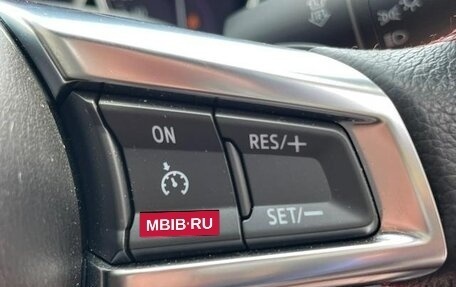 ON
RES/+
MBIB·RU
SET/—